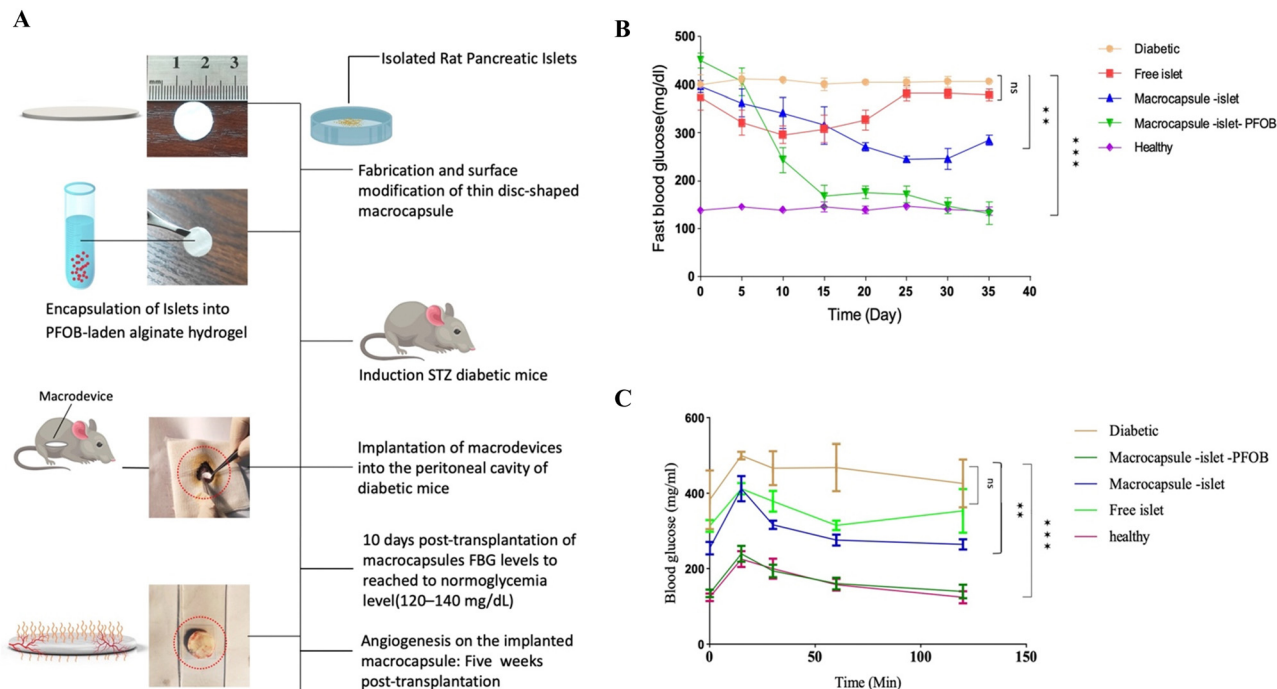 A
1 2 3
Isolated Rat Pancreatic Islets
Fabrication and surface
modification of thin disc-shaped
macrocapsule
Encapsulation of Islets into
PFOB-laden alginate hydrogel
Induction STZ diabetic mice
Macrodevice
Implantation of macrodevices
into the peritoneal cavity of
diabetic mice
10 days post-transplantation of
macrocapsules FBG levels to
reached to normoglycemia
level(120–140 mg/dL)
Angiogenesis on the implanted
macrocapsule: Five weeks
post-transplantation
B
Fast blood glucose(mg/dl)
500
400
300
200
100
0
0 5 10 15 20 25 30 35 40
Time (Day)
ns
**
***
Diabetic
Free islet
Macrocapsule -islet
Macrocapsule -islet- PFOB
Healthy
C
Blood glucose (mg/ml)
600
400
200
0
0 50 100 150
Time (Min)
ns
**
***
Diabetic
Macrocapsule -islet -PFOB
Macrocapsule -islet
Free islet
healthy